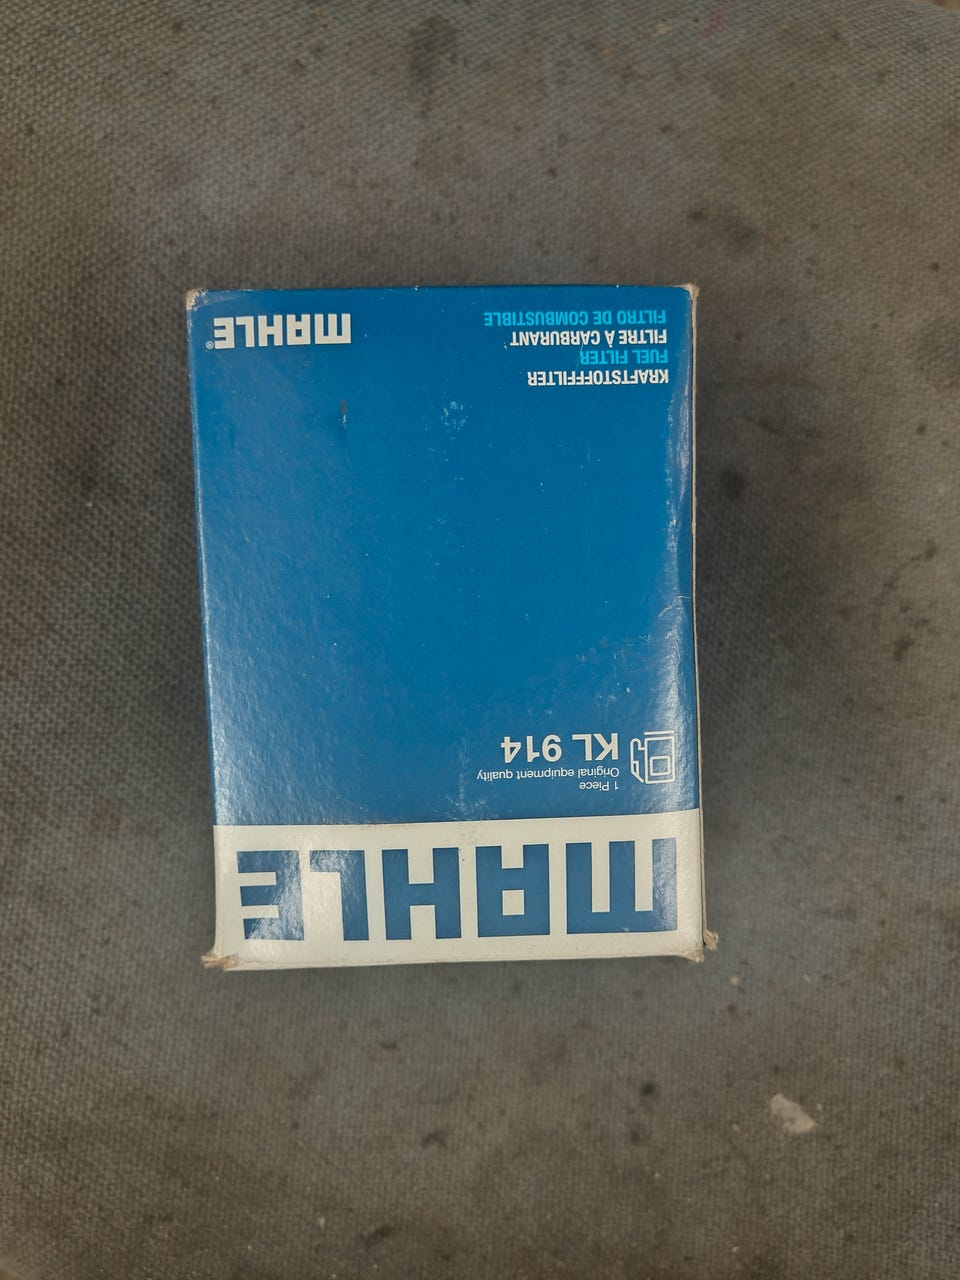 MAHLE
1 Piece
Original equipment quality
KL 914
KRAFTSTOFFFILTER
FUEL FILTER
FILTRE À CARBURANT
FILTRO DE COMBUSTIBLE
MAHLE®